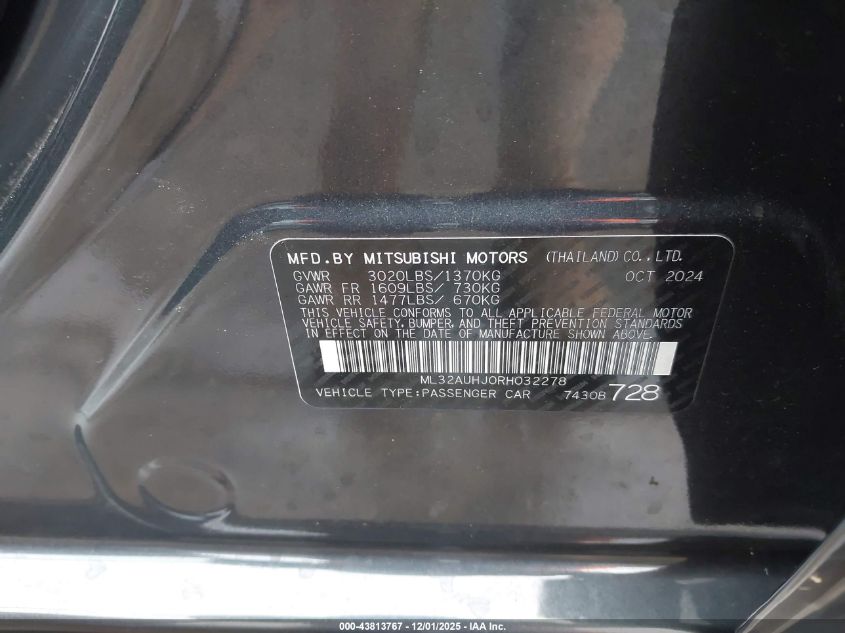 MFD.BY MITSUBISHI MOTORS (THAILAND) CO.,LTD.
GVWR 3020LBS/1370KG OCT 2024
GAWR FR 1609LBS/ 730KG
GAWR RR 1477LBS/ 670KG
THIS VEHICLE CONFORMS TO ALL APPLICABLE FEDERAL MOTOR
VEHICLE SAFETY, BUMPER, AND THEFT PREVENTION STANDARDS
IN EFFECT ON THE DATE OF MANUFACTURE SHOWN ABOVE.
ML32AUHJ0RH032278
VEHICLE TYPE:PASSENGER CAR 7430B 728
000-43813767 - 12/01/2025 - IAA Inc.